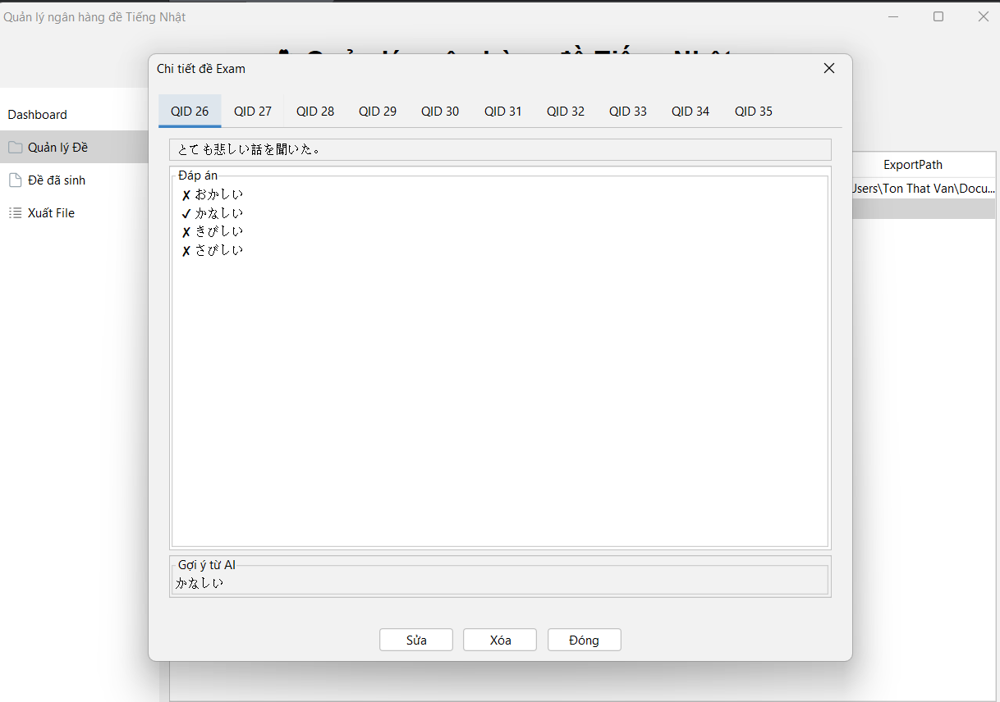 Quản lý ngân hàng đề Tiếng Nhật
Chi tiết đề Exam
QID 26 QID 27 QID 28 QID 29 QID 30 QID 31 QID 32 QID 33 QID 34 QID 35
Dashboard
Quản lý Đề
Đề đã sinh
Xuất File
とても悲しい話を聞いた。
Đáp án
✗ おかしい
✓ かなしい
✗ きびしい
✗ さびしい
Gợi ý từ AI
かなしい
Sửa Xóa Đóng
ExportPath
Users\Ton That Van\Docu...